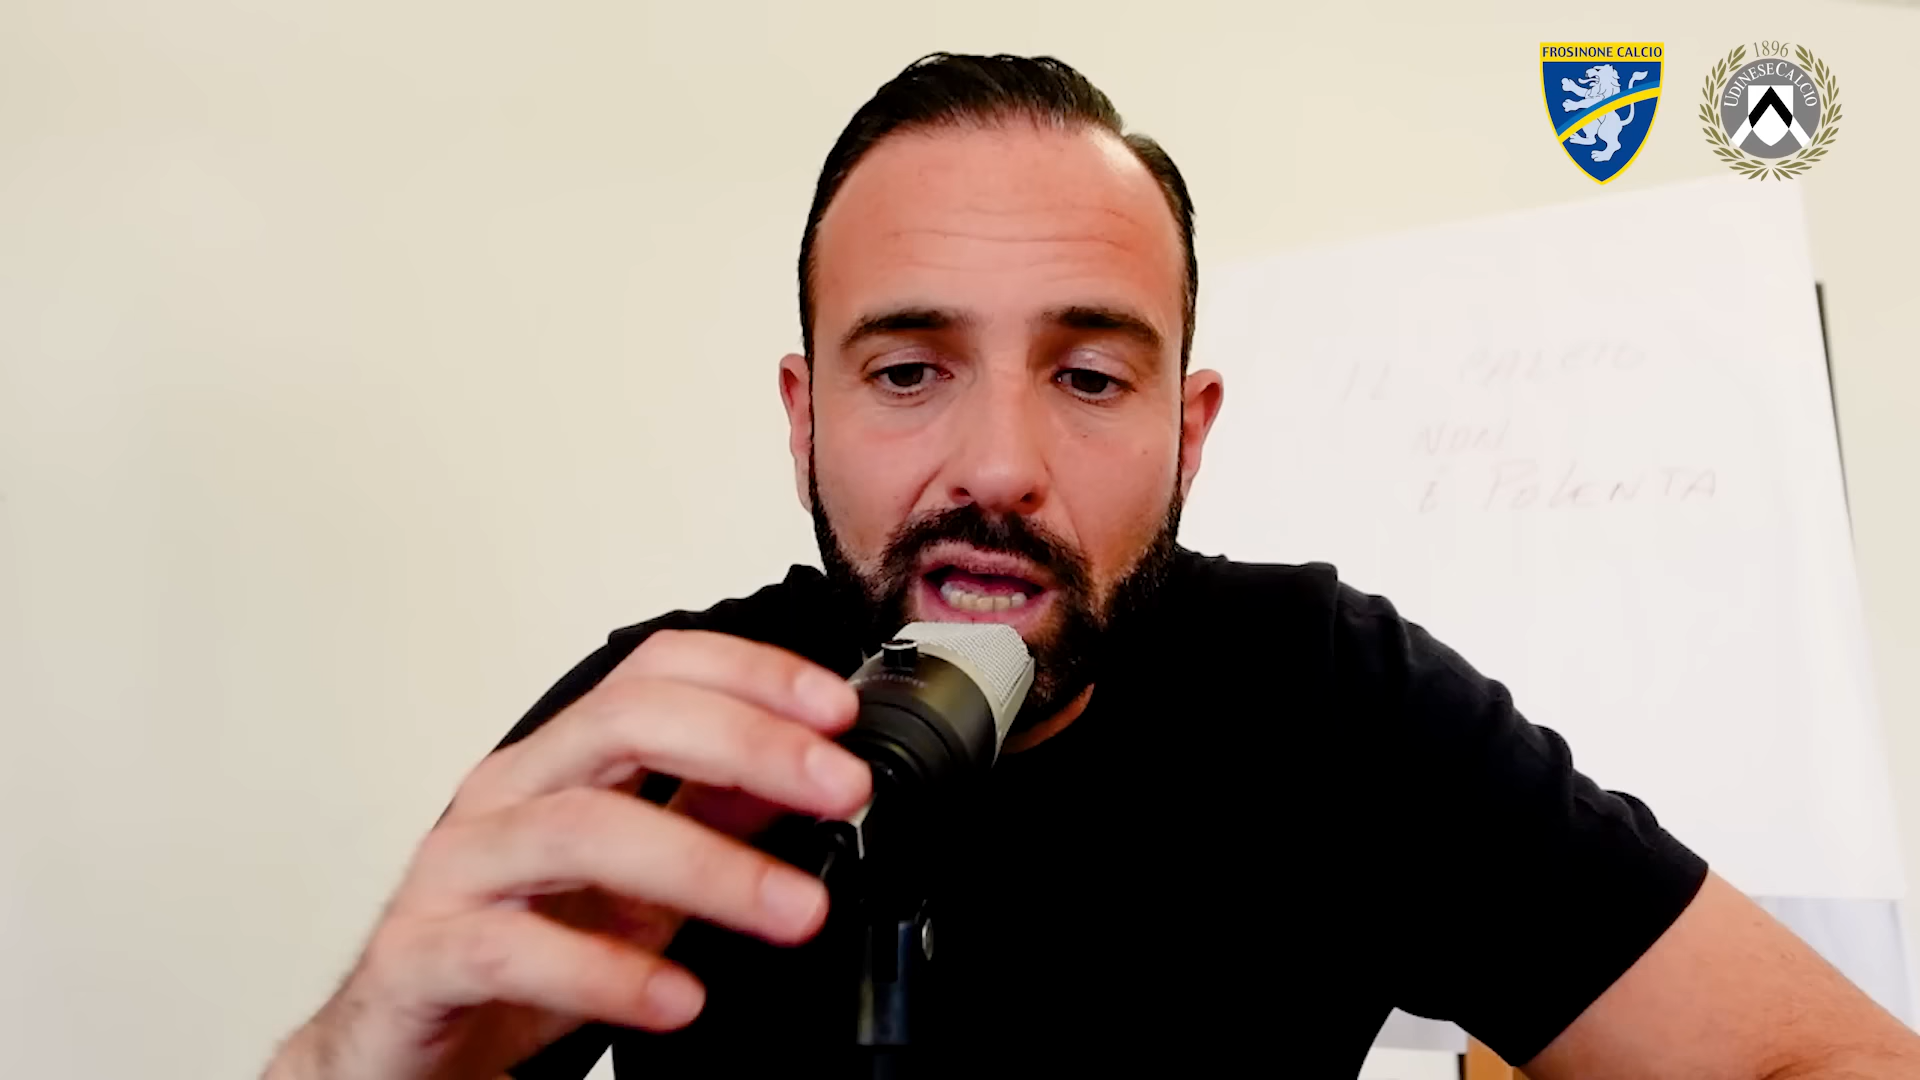 FROSINONE CALCIO
1896
UDINESE CALCIO
IL CALCIO
NON
È POLENTA